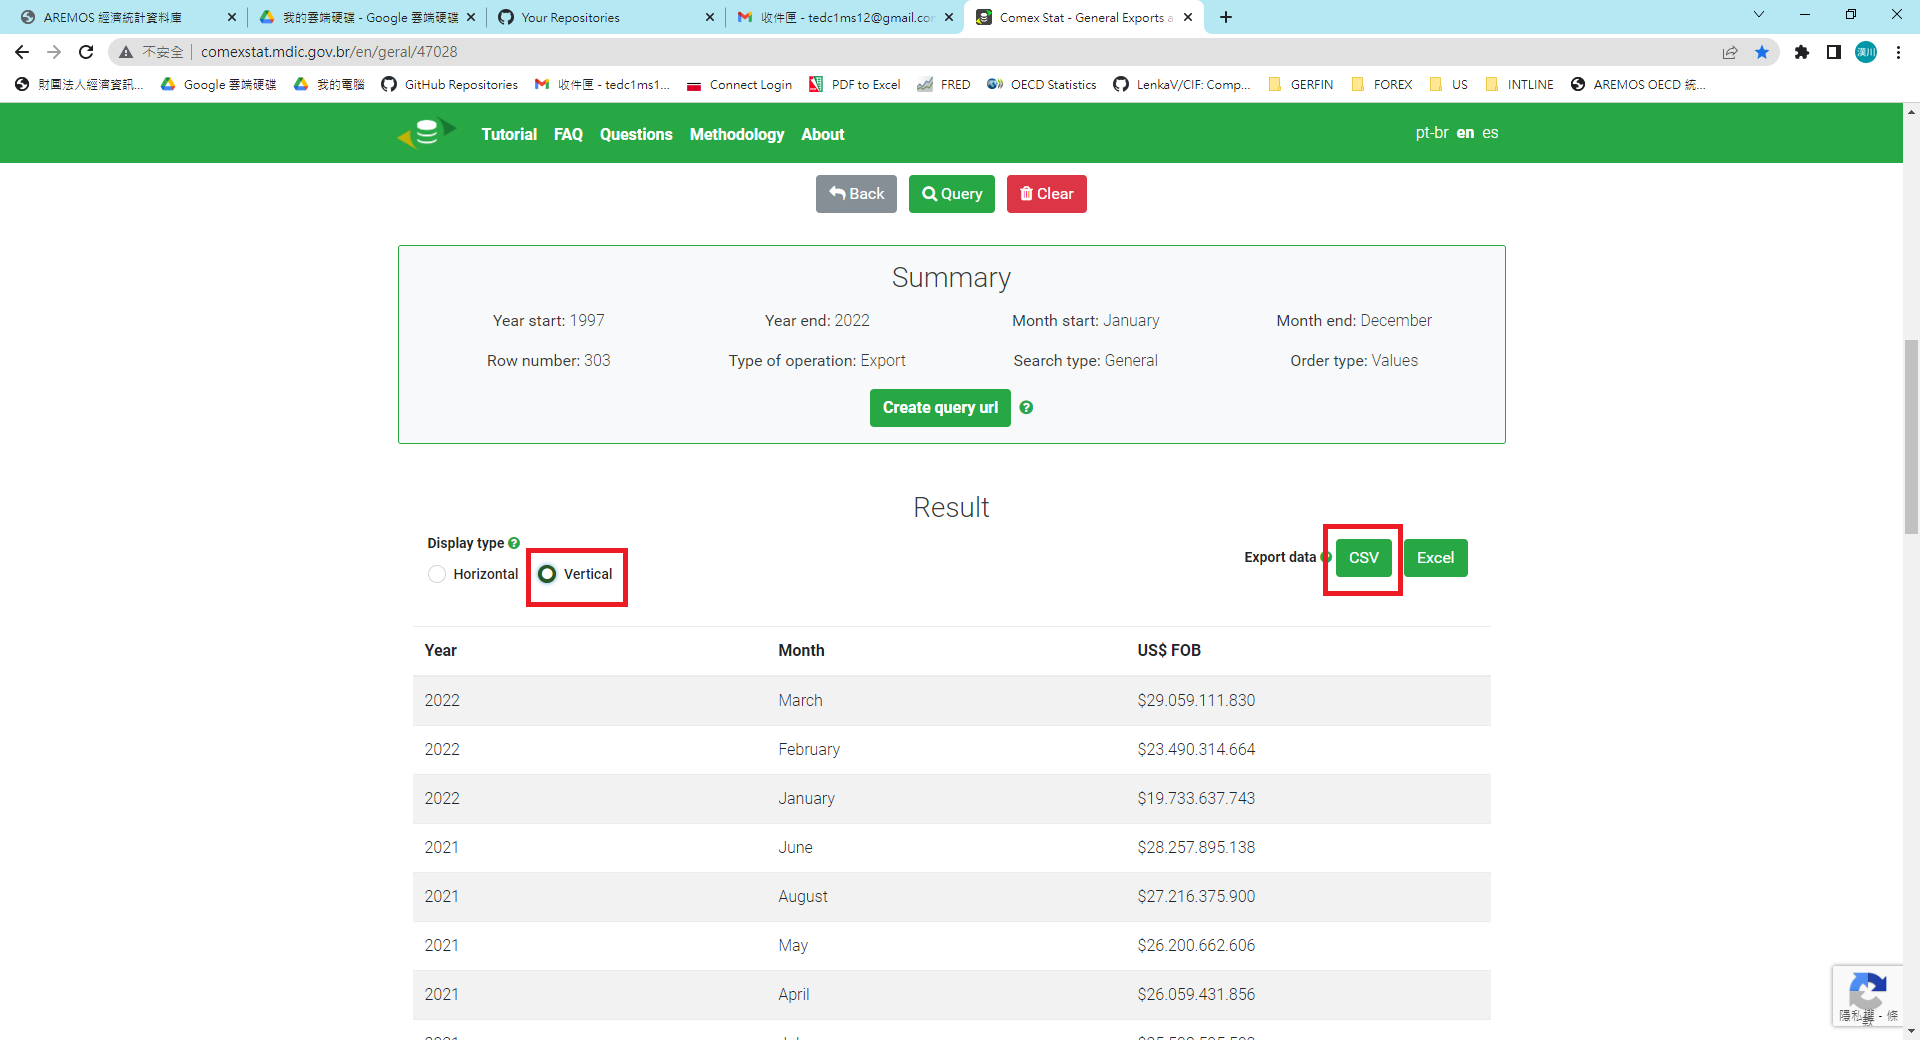 AREMOS 經濟統計資料庫
我的雲端硬碟 - Google 雲端硬碟
Your Repositories
收件匣 - tedc1ms12@gmail.com
Comex Stat - General Exports a
不安全
comexstat.mdic.gov.br/en/geral/47028
財團法人經濟資訊...
Google 雲端硬碟
我的電腦
GitHub Repositories
收件匣 - tedc1ms1...
Connect Login
PDF to Excel
FRED
OECD Statistics
LenkaV/CIF: Comp...
GERFIN
FOREX
US
INTLINE
AREMOS OECD 統...
Tutorial FAQ Questions Methodology About
pt-br en es
Back Query Clear
Summary
Year start: 1997 Year end: 2022 Month start: January Month end: December
Row number: 303 Type of operation: Export Search type: General Order type: Values
Create query url ?
Result
Display type ?
Horizontal Vertical
Export data CSV Excel
Year Month US$ FOB
2022 March $29.059.111.830
2022 February $23.490.314.664
2022 January $19.733.637.743
2021 June $28.257.895.138
2021 August $27.216.375.900
2021 May $26.200.662.606
2021 April $26.059.431.856
隱私權 - 條款